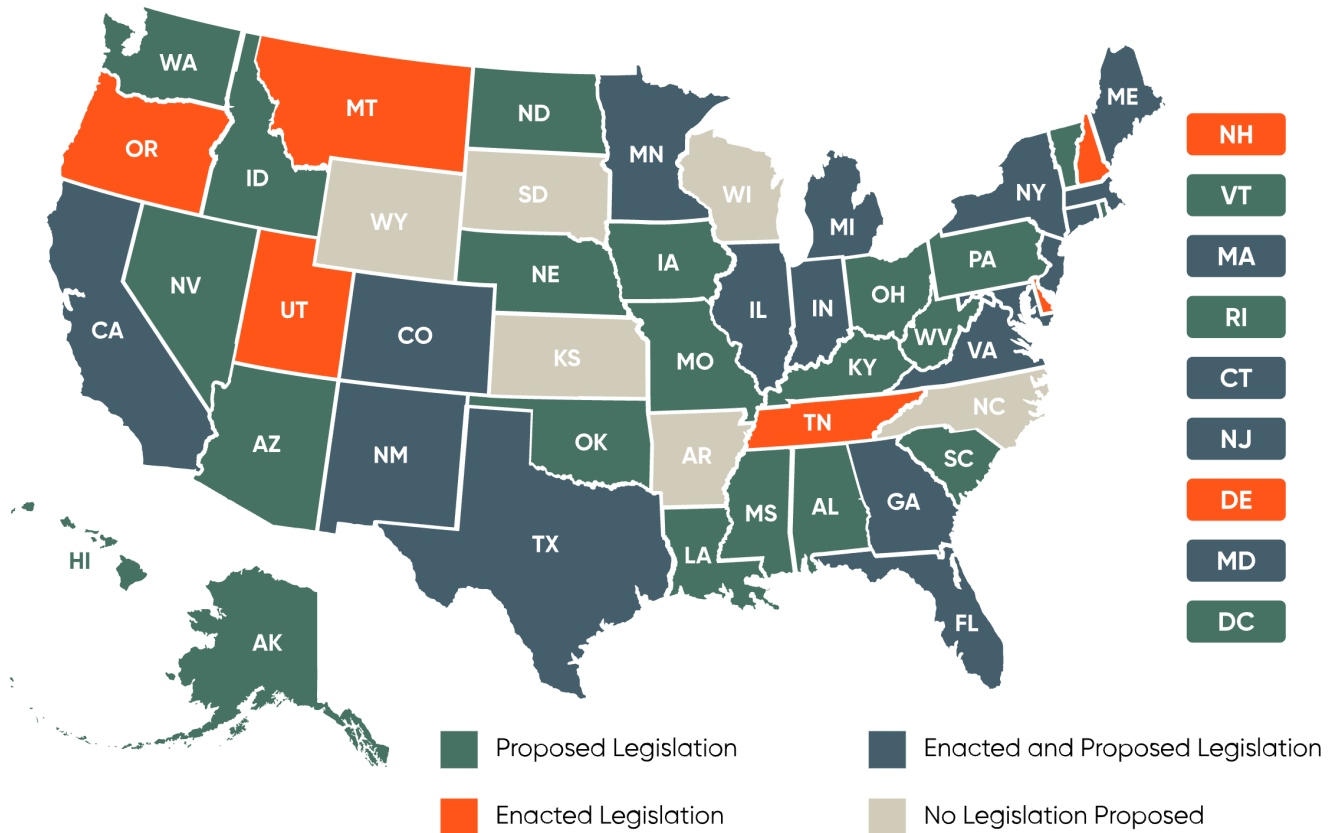 WA
ME
MT
ND
NH
OR
MN
ID
SD
WI
NY
VT
WY
MI
MA
IA
PA
NV
NE
OH
RI
UT
IL
IN
CA
CO
WV
VA
KS
MO
KY
CT
NC
TN
AZ
OK
NJ
NM
AR
SC
MS
AL
GA
DE
TX
LA
HI
MD
FL
DC
AK
Proposed Legislation
Enacted and Proposed Legislation
Enacted Legislation
No Legislation Proposed